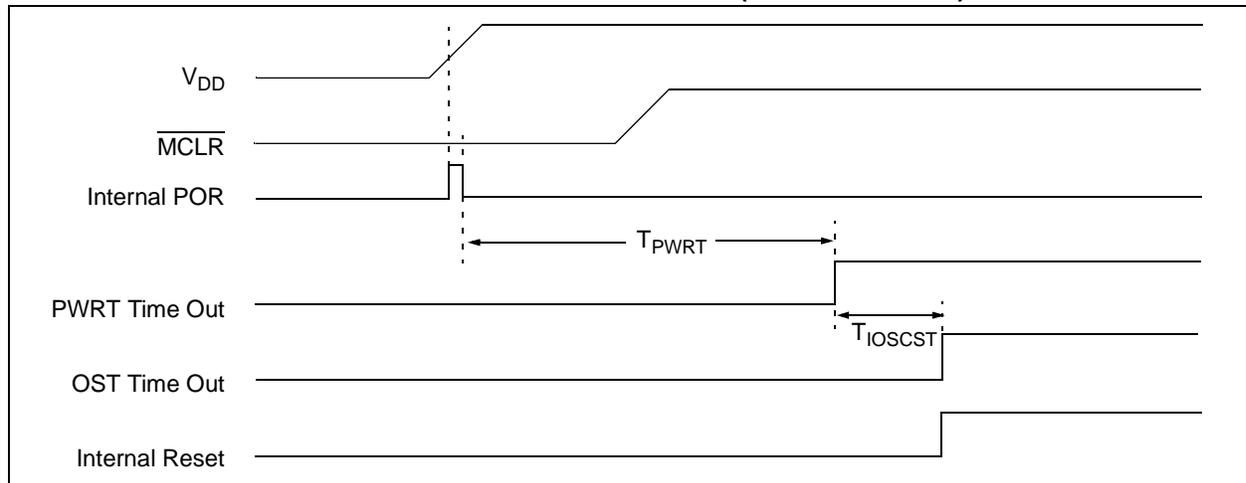 VDD
MCLR
Internal POR
TPWRT
PWRT Time Out
TIOSCST
OST Time Out
Internal Reset